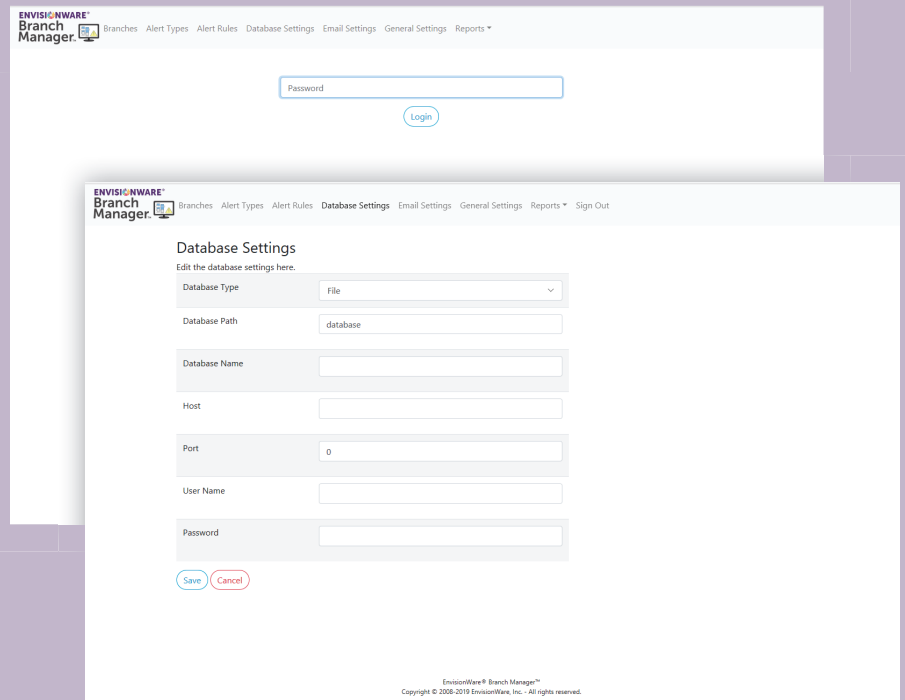 ENVISIONWARE®
Branch
Manager™
Branches Alert Types Alert Rules Database Settings Email Settings General Settings Reports
Password
Login
ENVISIONWARE®
Branch
Manager™
Branches Alert Types Alert Rules Database Settings Email Settings General Settings Reports Sign Out
Database Settings
Edit the database settings here.
Database Type File
Database Path database
Database Name
Host
Port 0
User Name
Password
Save Cancel
EnvisionWare® Branch Manager™
Copyright © 2008-2019 EnvisionWare, Inc. - All rights reserved.